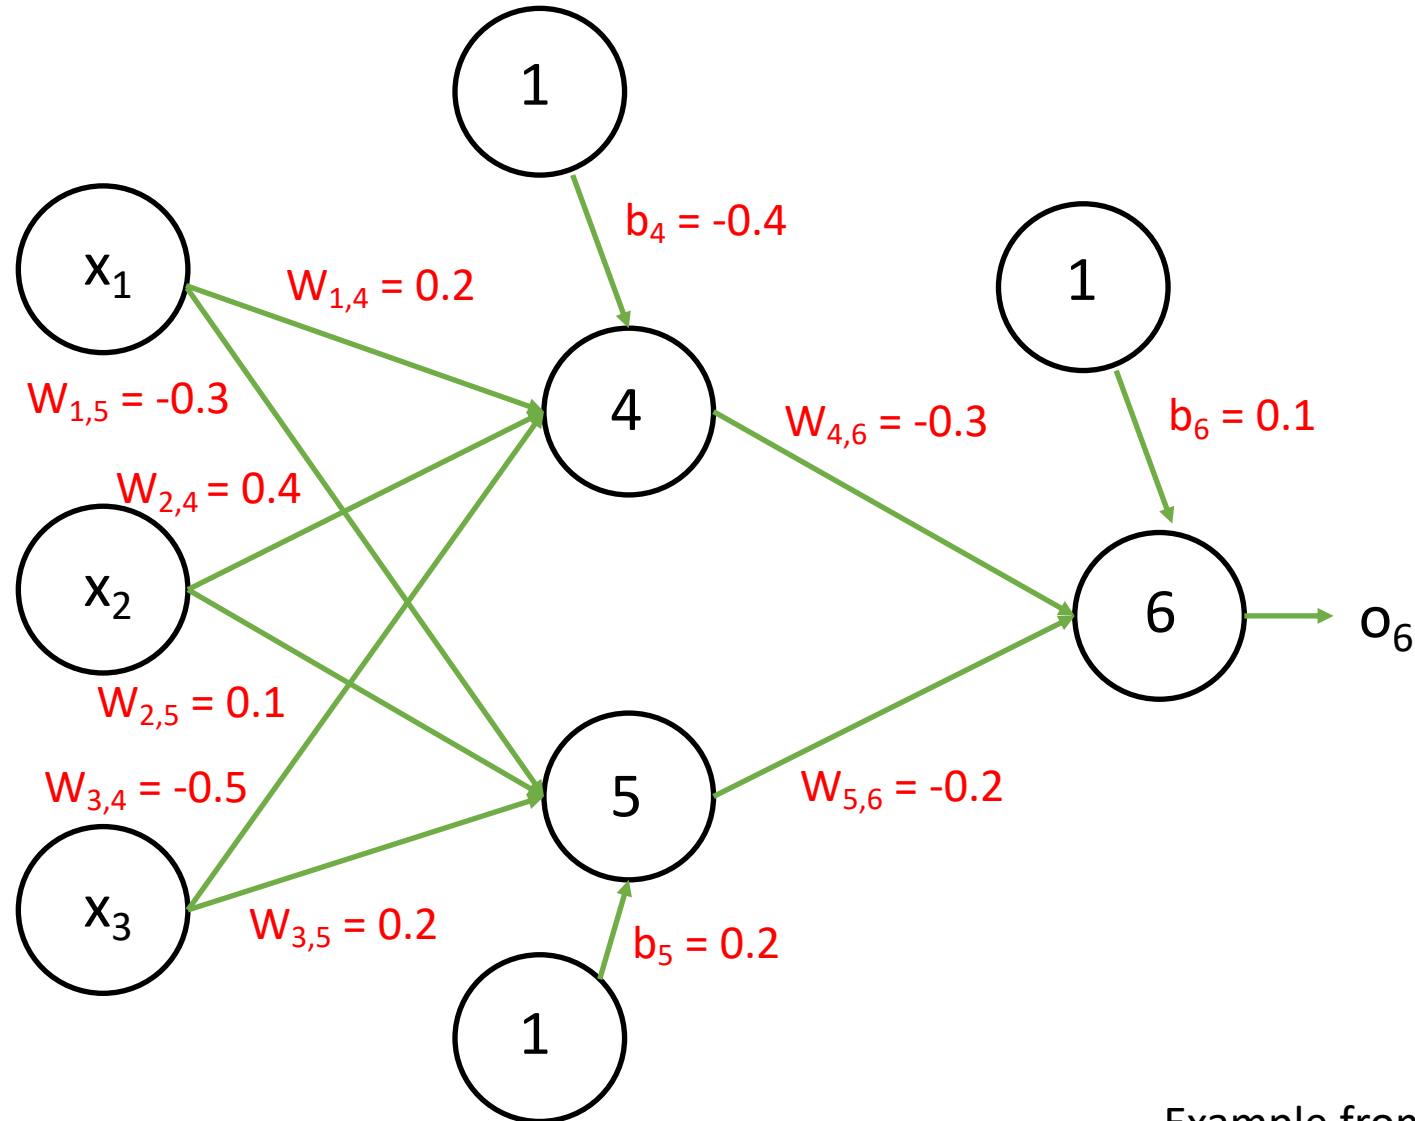 1
b₄ = -0.4
x₁
W₁,₄ = 0.2
1
W₁,₅ = -0.3
4
W₄,₆ = -0.3
b₆ = 0.1
W₂,₄ = 0.4
x₂
6
o₆
W₂,₅ = 0.1
W₃,₄ = -0.5
5
W₅,₆ = -0.2
x₃
W₃,₅ = 0.2
b₅ = 0.2
1
Example from